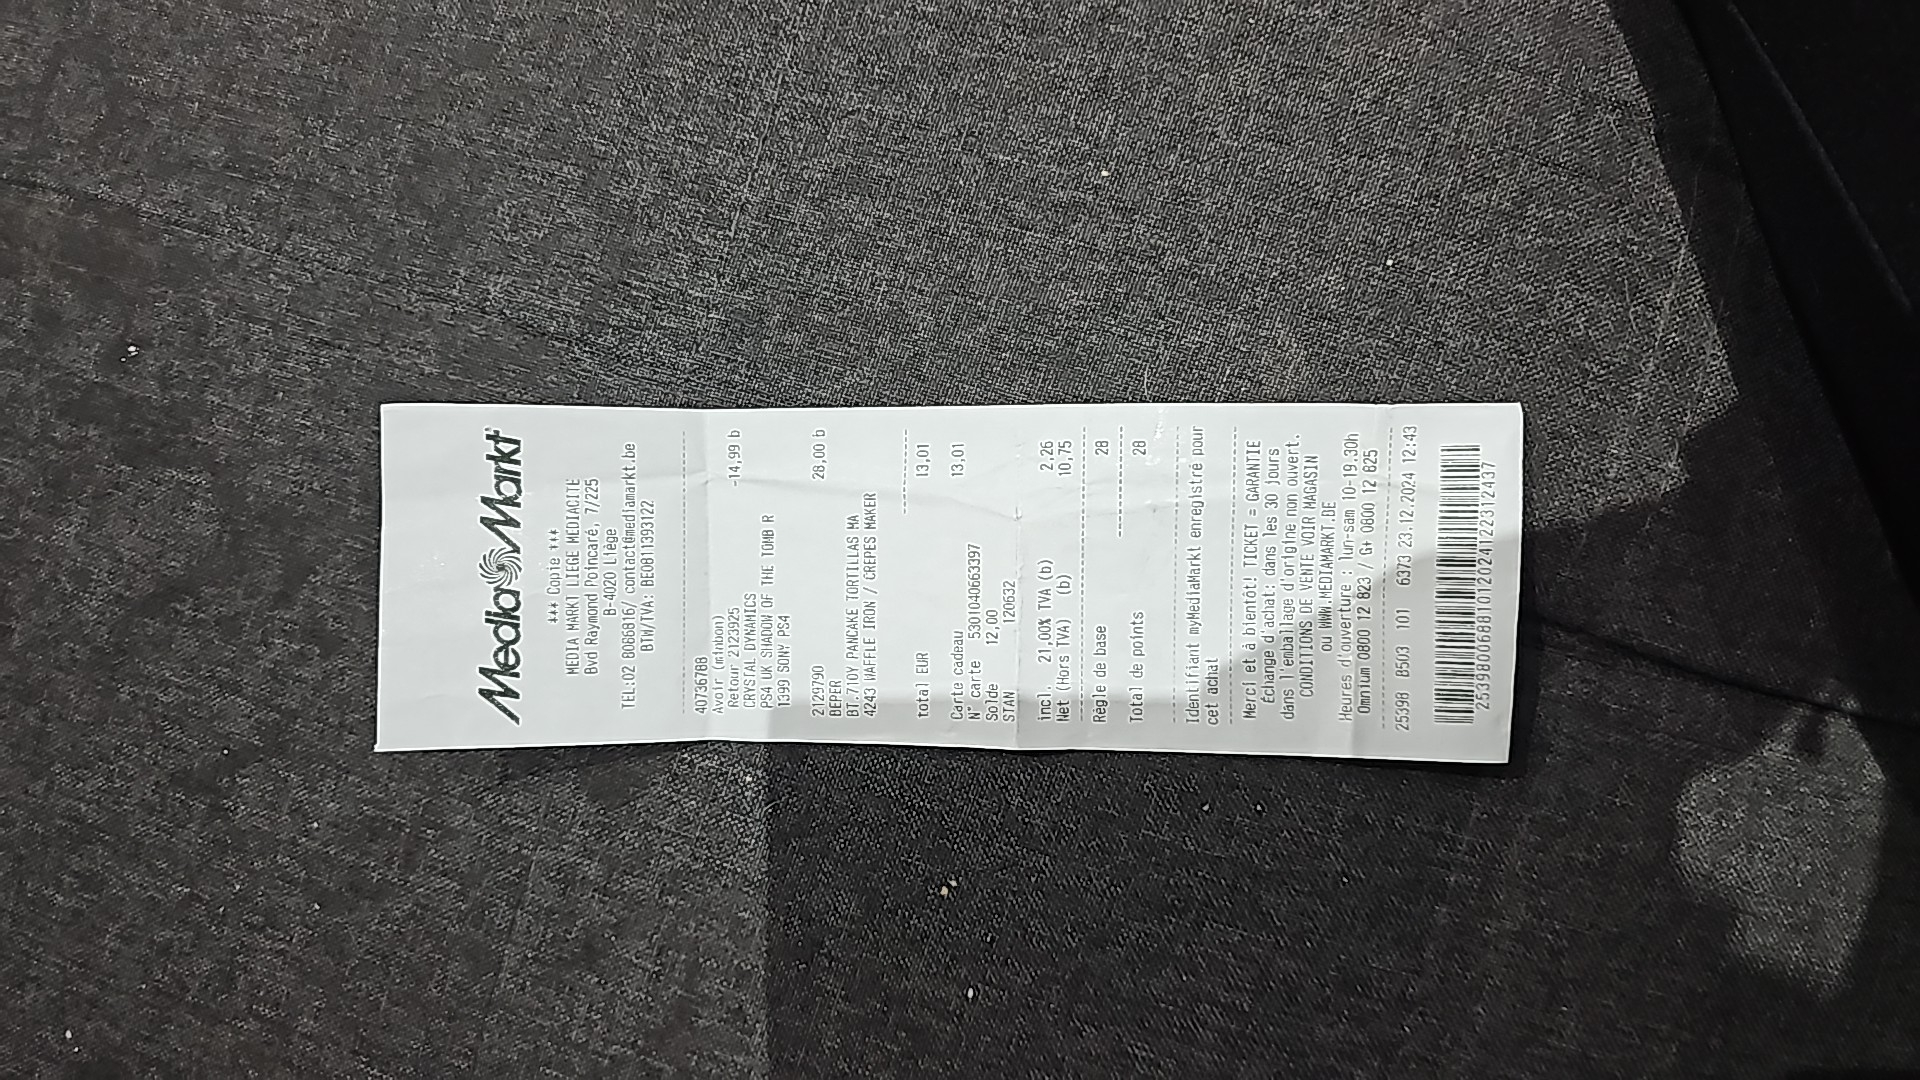 MediaMarkt
*** Copie ***
MEDIA MARKT LIEGE MEDIACITE
Bvd Raymond Poincaré, 7/225
B-4020 Liège
TEL:02 8086816/ contact@mediamarkt.be
BTW/TVA: BE0811393122
40736788
Avoir (minbon)
Retour 2123925 -14,99 b
CRYSTAL DYNAMICS
PS4 UK SHADOW OF THE TOMB R
1390 SONY PS4
2129790 28,00 b
BEPER
BT.710Y PANCAKE TORTILLAS MA
4243 WAFFLE IRON / CREPES MAKER
total EUR 13,01
Carte cadeau 13,01
N° carte 5301040663397
Solde 12,00
STAN 120632
incl. 21,00% TVA (b) 2,26
Net (Hors TVA) (b) 10,75
Règle de base 28
Total de points 28
Identifiant myMediaMarkt enregistré pour
cet achat
Merci et à bientôt! TICKET = GARANTIE
Échange d'achat: dans les 30 jours
dans l'emballage d'origine non ouvert.
CONDITIONS DE VENTE VOIR MAGASIN
ou WWW.MEDIAMARKT.BE
Heures d'ouverture : lun-sam 10-19.30h
Omnium 0800 12 823 / G+ 0800 12 825
25398 B503 101 6373 23.12.2024 12:43